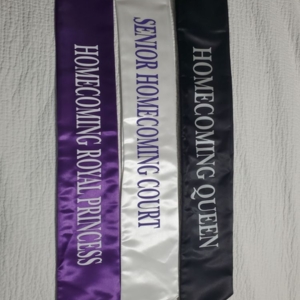 HOMECOMING ROYAL PRINCESS
SENIOR HOMECOMING COURT
HOMECOMING QUEEN